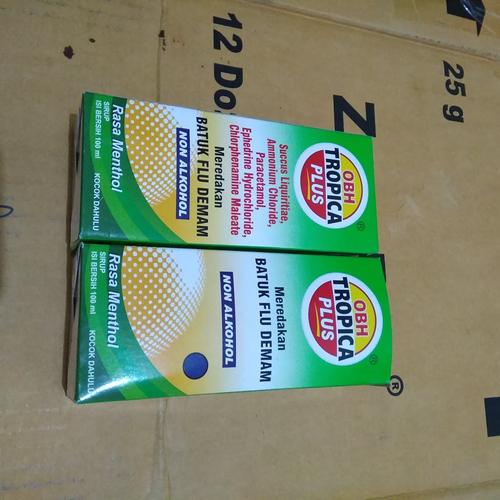 OBH
TROPICA
PLUS
®
Succus Liquiritiae,
Ammonium Chloride,
Paracetamol,
Ephedrine Hydrochloride,
Chlorphenamine Maleate
Meredakan
BATUK FLU DEMAM
NON ALKOHOL
Rasa Menthol
SIRUP
ISI BERSIH 100 ml
KOCOK DAHULU
OBH
TROPICA
PLUS
®
Meredakan
BATUK FLU DEMAM
NON ALKOHOL
Rasa Menthol
SIRUP
ISI BERSIH 100 ml
KOCOK DAHULU
12 Do
25 g
Z
®